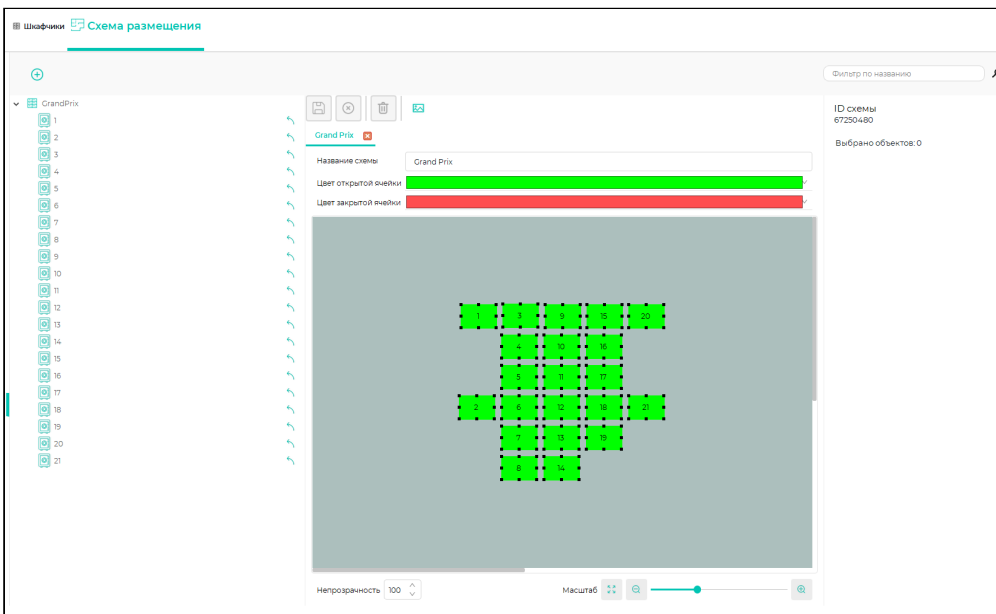 Шкафчики Схема размещения
Фильтр по названию
GrandPrix
1
2
3
4
5
6
7
8
9
10
11
12
13
14
15
16
17
18
19
20
21
Grand Prix
Название схемы Grand Prix
Цвет открытой ячейки
Цвет закрытой ячейки
1 3 9 15 20
4 10 16
5 11 17
2 6 12 18 21
7 13 19
8 14
Непрозрачность 100 Масштаб
ID схемы
67250480
Выбрано объектов: 0